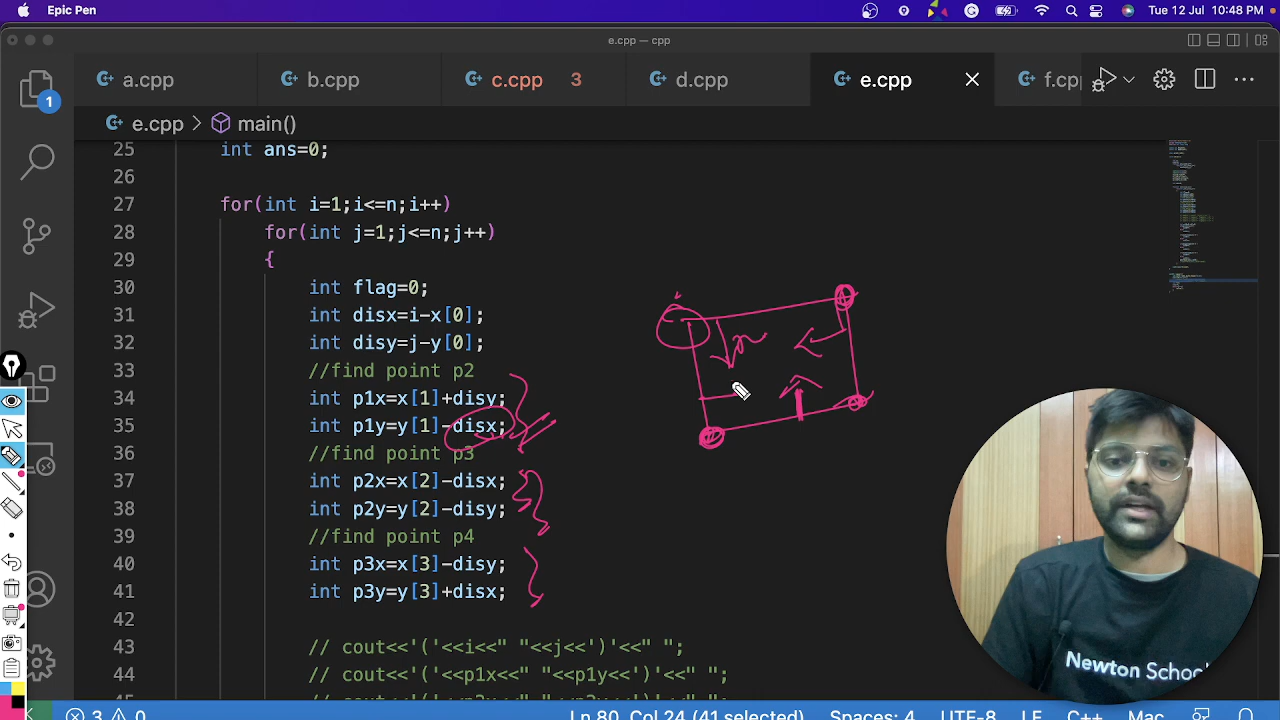 Epic Pen
Tue 12 Jul 10:48 PM
e.cpp — cpp
a.cpp
b.cpp
c.cpp 3
d.cpp
e.cpp
f.cpp
e.cpp > main()
25 int ans=0;
26
27 for(int i=1;i<=n;i++)
28 for(int j=1;j<=n;j++)
29 {
30 int flag=0;
31 int disx=i-x[0];
32 int disy=j-y[0];
33 //find point p2
34 int p1x=x[1]+disy;
35 int p1y=y[1]-disx;
36 //find point p3
37 int p2x=x[2]-disx;
38 int p2y=y[2]-disy;
39 //find point p4
40 int p3x=x[3]-disy;
41 int p3y=y[3]+disx;
42
43 // cout<<'('<<i<<" "<<j<<')'<<" ";
44 // cout<<'('<<p1x<<" "<<p1y<<')'<<" ";
1
3 0
Ln 80, Col 24 (41 selected)
Spaces: 4
UTF-8
LF
C++
Mac
Newton School